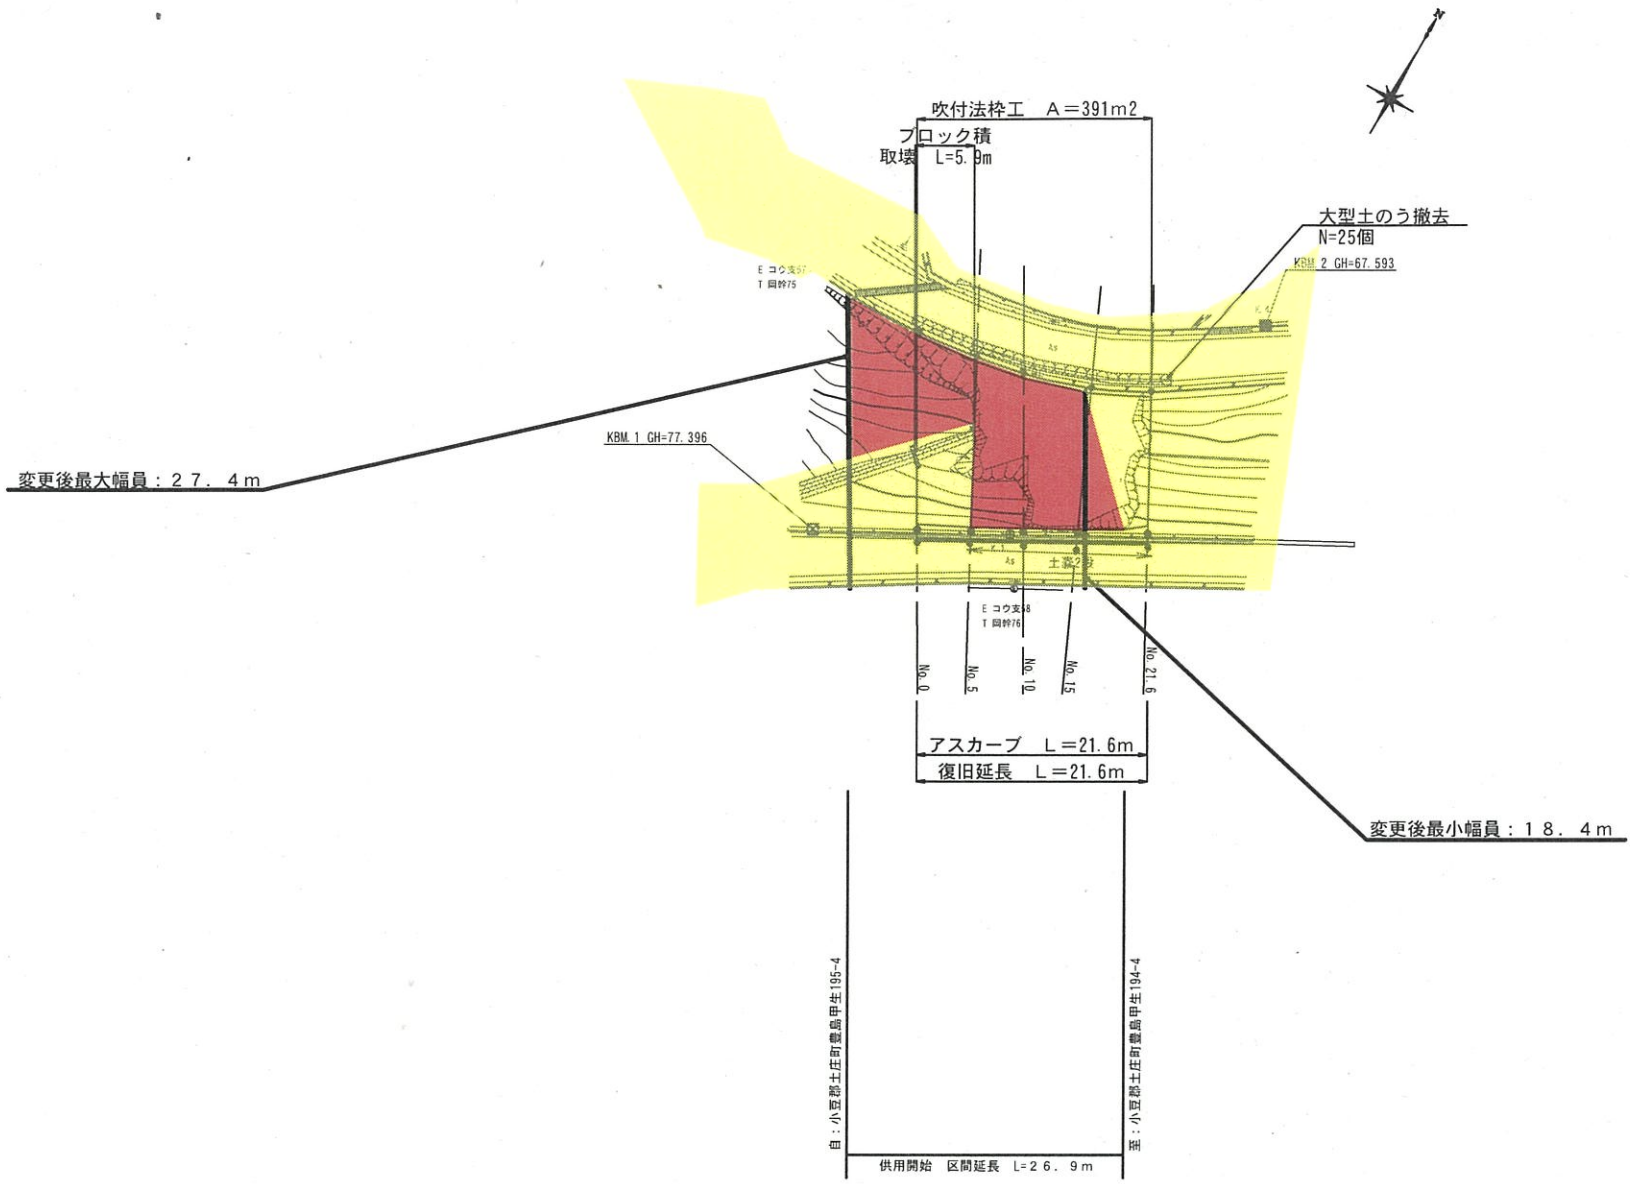 N
吹付法枠工 A=391m2
ブロック積
取壊 L=5.9m
大型土のう撤去
N=25個
KBM.2 GH=67.593
E コウ支57
T 岡幹75
KBM.1 GH=77.396
変更後最大幅員：27．4m
土嚢2段
E コウ支58
T 岡幹76
No.0
No.5
No.10
No.15
No.21.6
アスカーブ L=21.6m
復旧延長 L=21.6m
変更後最小幅員：18．4m
自：小豆郡土庄町豊島甲生195-4
至：小豆郡土庄町豊島甲生194-4
供用開始 区間延長 L=26．9m